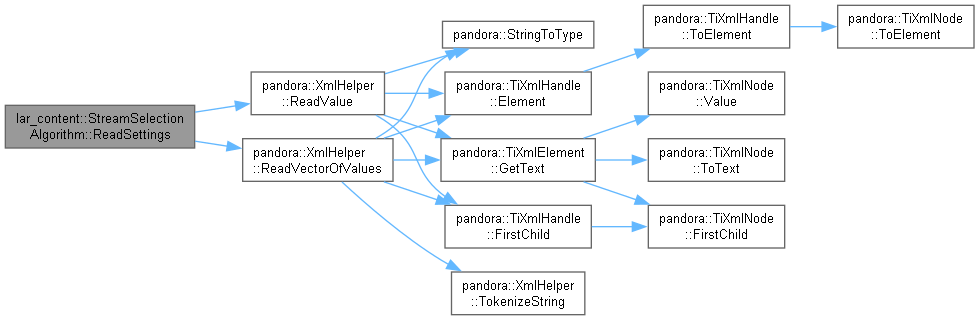 lar_content::StreamSelection
Algorithm::ReadSettings
pandora::XmlHelper
::ReadValue
pandora::XmlHelper
::ReadVectorOfValues
pandora::StringToType
pandora::TiXmlHandle
::Element
pandora::TiXmlElement
::GetText
pandora::TiXmlHandle
::FirstChild
pandora::XmlHelper
::TokenizeString
pandora::TiXmlHandle
::ToElement
pandora::TiXmlNode
::Value
pandora::TiXmlNode
::ToText
pandora::TiXmlNode
::FirstChild
pandora::TiXmlNode
::ToElement